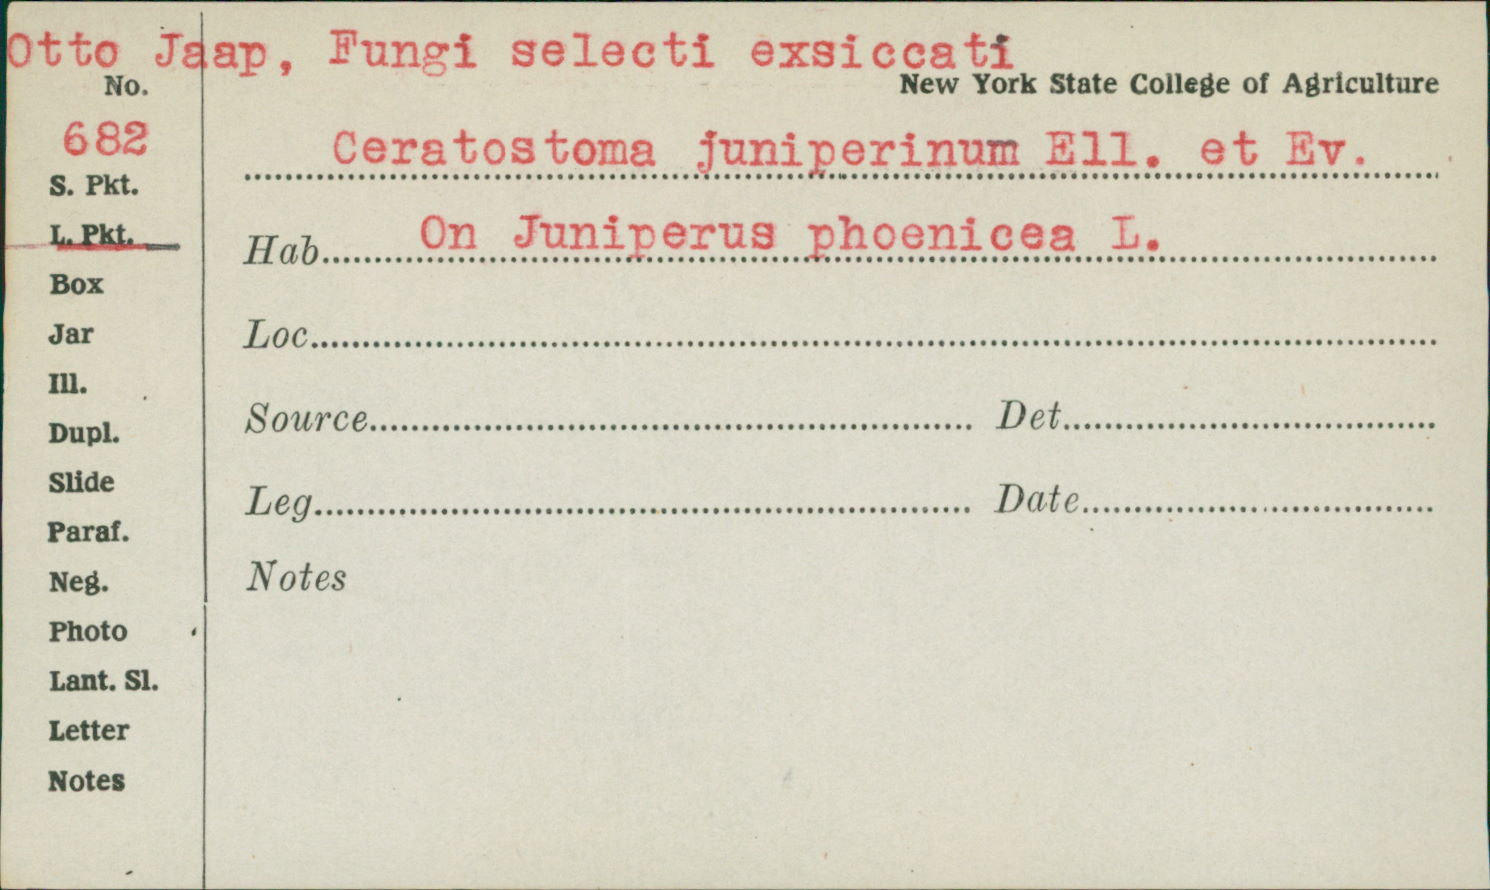 Otto Jaap, Fungi selecti exsiccati
No.
New York State College of Agriculture
682
Ceratostoma juniperinum Ell. et Ev.
S. Pkt.
L. Pkt.
Hab. On Juniperus phoenicea L.
Box
Jar
Loc.
Ill.
Dupl.
Source Det.
Slide
Leg. Date
Paraf.
Neg.
Notes
Photo
Lant. Sl.
Letter
Notes